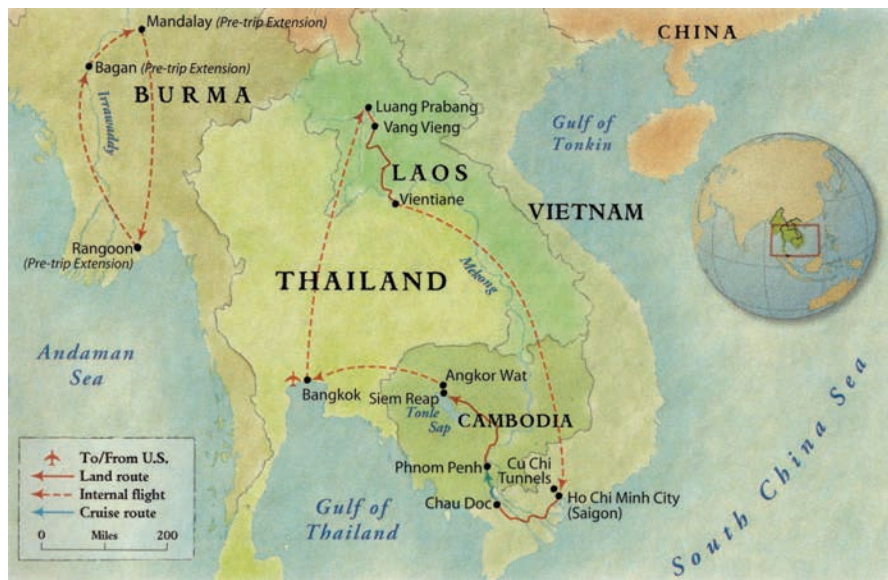 Mandalay (Pre-trip Extension)
CHINA
Bagan (Pre-trip Extension)
BURMA
Irrawaddy
Luang Prabang
Vang Vieng
Gulf of
Tonkin
LAOS
Vientiane
VIETNAM
Rangoon
(Pre-trip Extension)
THAILAND
Mekong
Andaman
Sea
Bangkok
Angkor Wat
Siem Reap
Tonle
Sap
CAMBODIA
Phnom Penh
Cu Chi
Tunnels
Chau Doc
Ho Chi Minh City
(Saigon)
Gulf of
Thailand
South China Sea
To/From U.S.
Land route
Internal flight
Cruise route
0 Miles 200